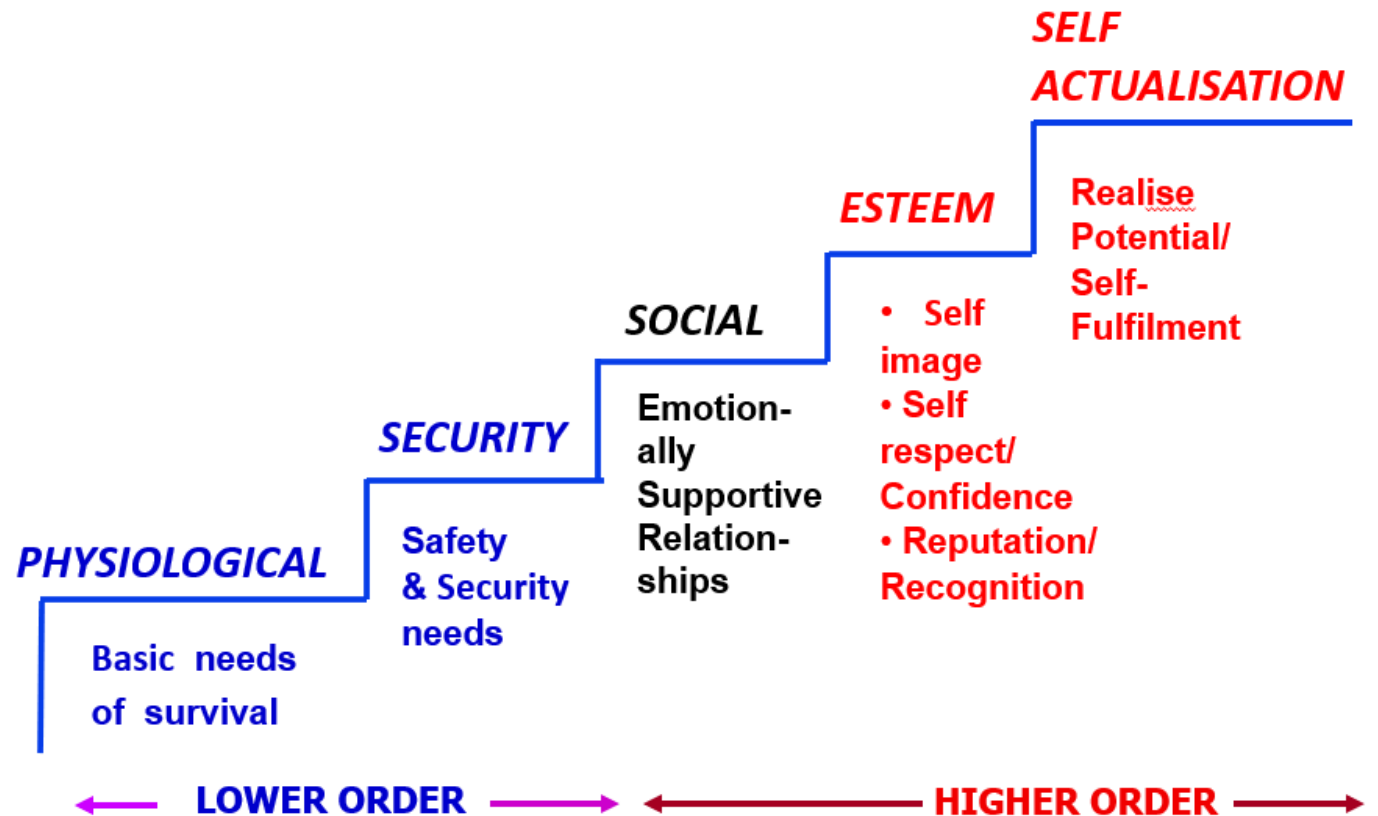 SELF
ACTUALISATION
Realise
Potential/
Self-
Fulfilment
ESTEEM
• Self
image
• Self
respect/
Confidence
• Reputation/
Recognition
SOCIAL
Emotion-
ally
Supportive
Relation-
ships
SECURITY
Safety
& Security
needs
PHYSIOLOGICAL
Basic needs
of survival
LOWER ORDER
HIGHER ORDER